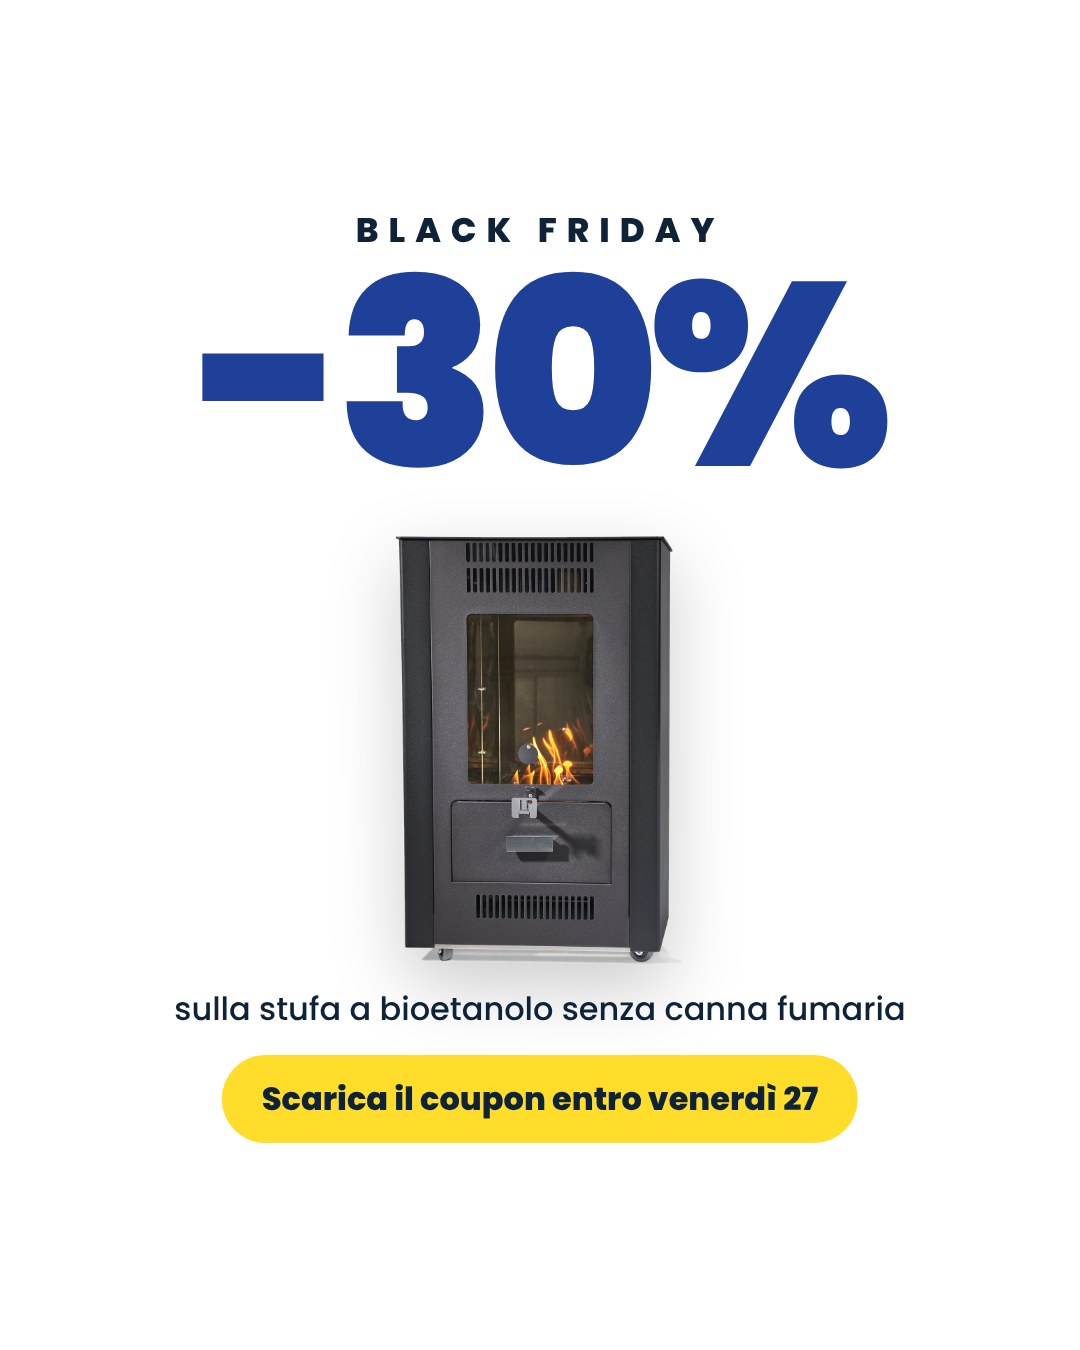 BLACK FRIDAY
-30%
sulla stufa a bioetanolo senza canna fumaria
Scarica il coupon entro venerdì 27